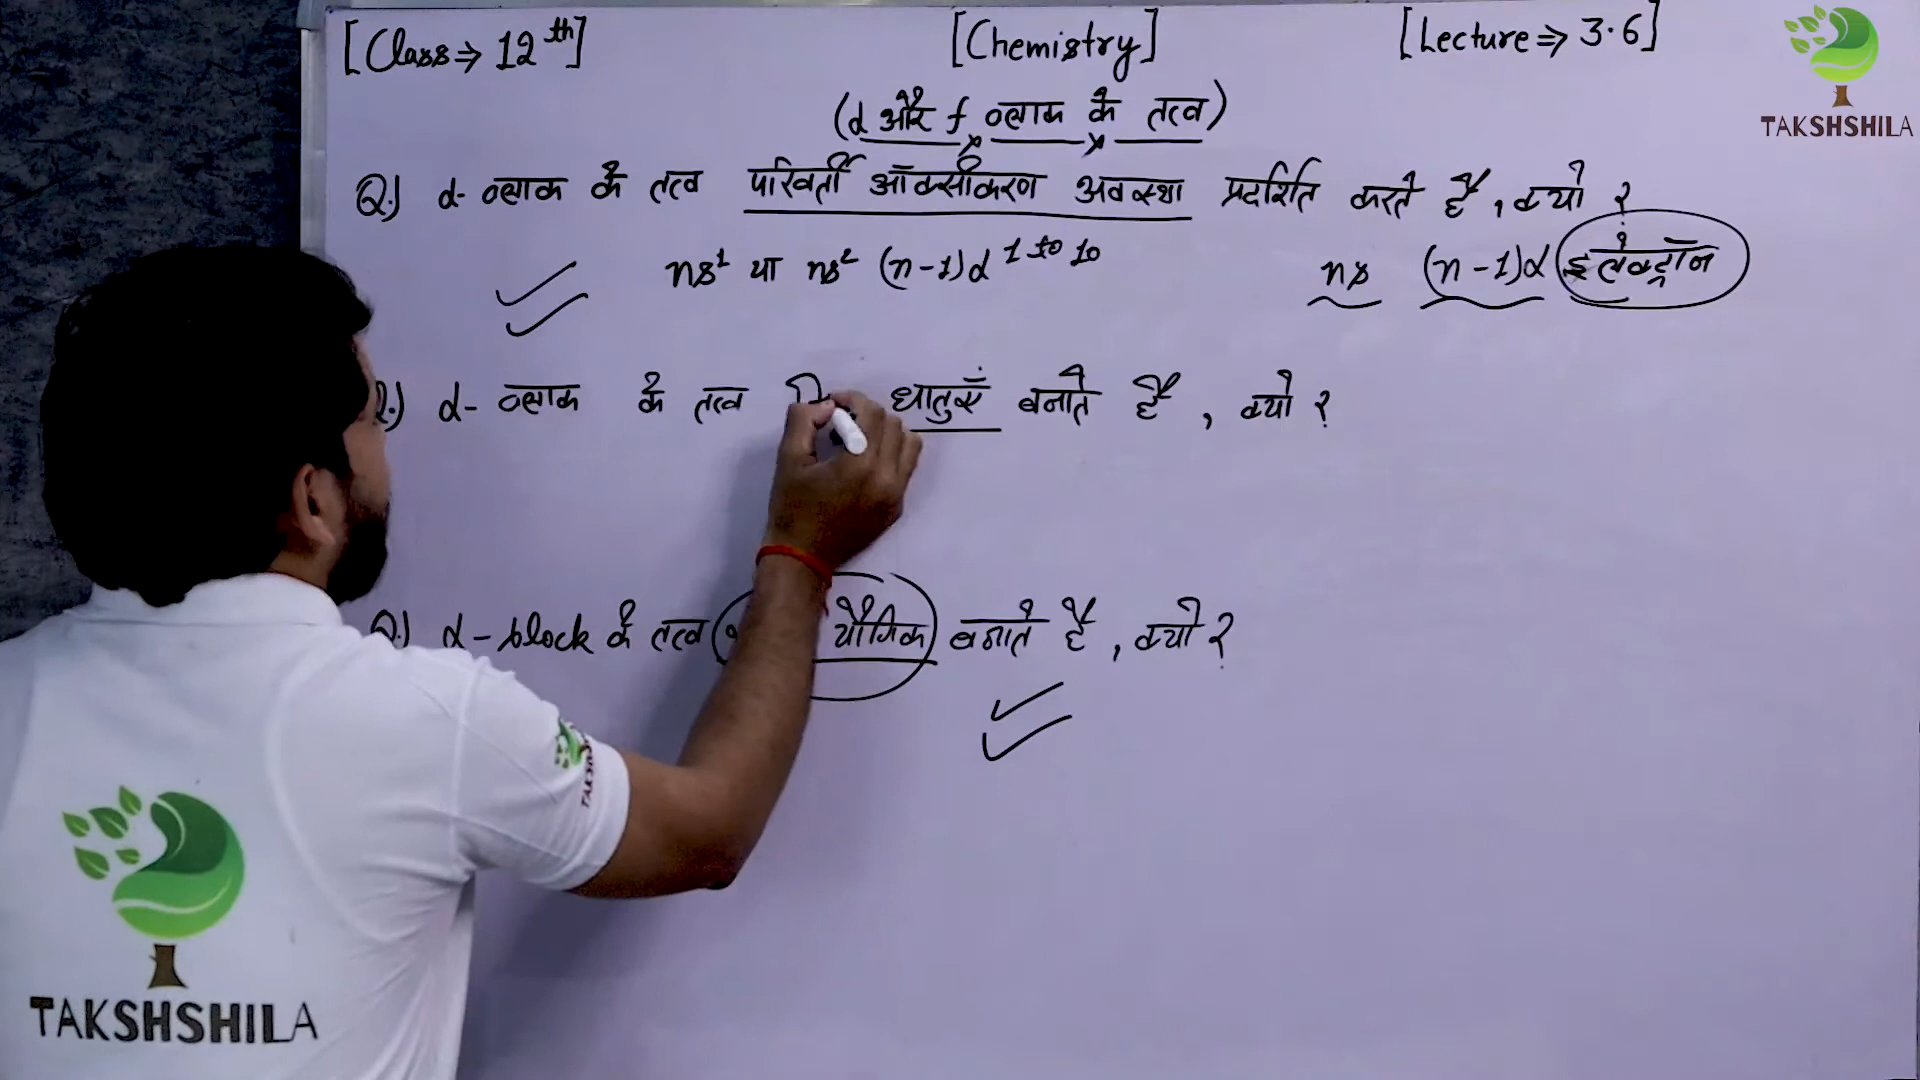 [Class⇒ 12th] [Chemistry] [Lecture⇒ 3.6]
TAKSHSHILA
(d और f ब्लाक के तत्व)
Q.) d- ब्लाक के तत्व परिवर्ती ऑक्सीकरण अवस्था प्रदर्शित करते हैं, क्यो ?
ns¹ या ns² (n-1)d¹ to 10 ns (n-1)d इलेक्ट्रॉन
d- ब्लाक के तत्व धातुएँ बनाते हैं, क्यो ?
Q.) d-block के तत्व यौगिक बनाते हैं, क्यो ?
TAKSHSHILA